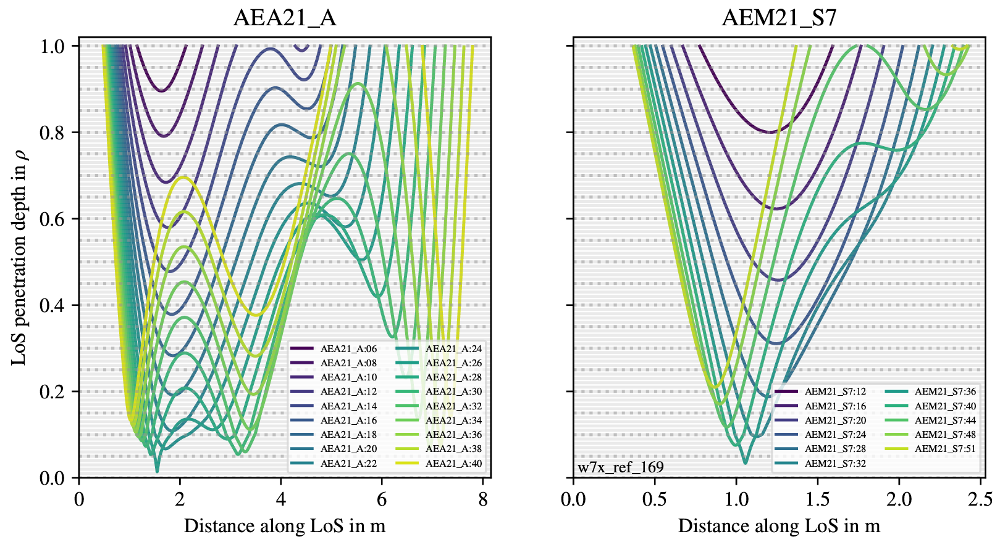 AEA21_A
AEM21_S7
LoS penetration depth in ρ
1.0
0.8
0.6
0.4
0.2
0.0
0
2
4
6
8
Distance along LoS in m
AEA21_A:06
AEA21_A:08
AEA21_A:10
AEA21_A:12
AEA21_A:14
AEA21_A:16
AEA21_A:18
AEA21_A:20
AEA21_A:22
AEA21_A:24
AEA21_A:26
AEA21_A:28
AEA21_A:30
AEA21_A:32
AEA21_A:34
AEA21_A:36
AEA21_A:38
AEA21_A:40
w7x_ref_169
AEM21_S7:12
AEM21_S7:16
AEM21_S7:20
AEM21_S7:24
AEM21_S7:28
AEM21_S7:32
AEM21_S7:36
AEM21_S7:40
AEM21_S7:44
AEM21_S7:48
AEM21_S7:51
0.0
0.5
1.0
1.5
2.0
2.5
Distance along LoS in m